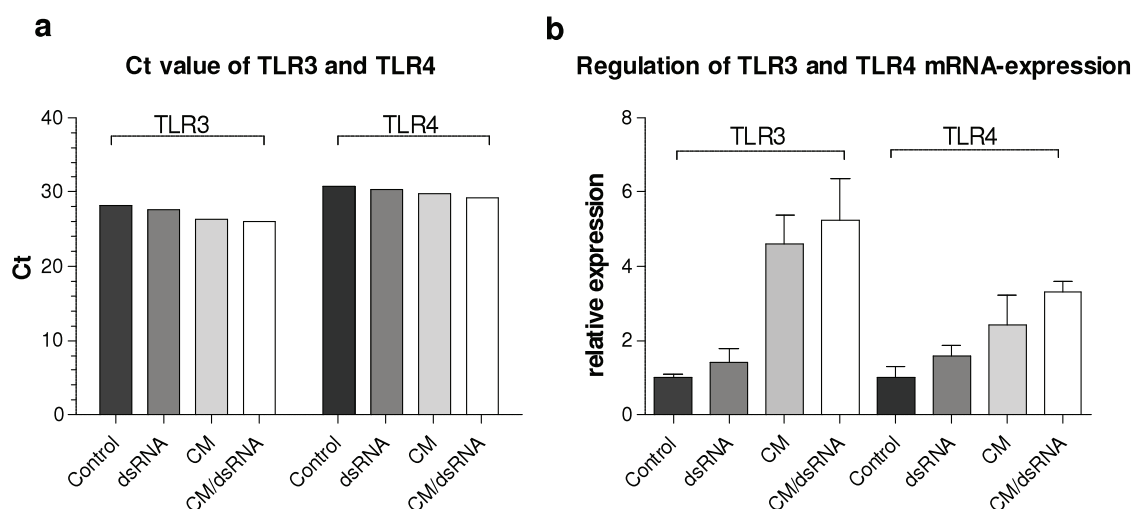 a
Ct value of TLR3 and TLR4
Ct
40
30
20
10
0
TLR3
TLR4
Control
dsRNA
CM
CM/dsRNA
Control
dsRNA
CM
CM/dsRNA
b
Regulation of TLR3 and TLR4 mRNA-expression
relative expression
8
6
4
2
0
TLR3
TLR4
Control
dsRNA
CM
CM/dsRNA
Control
dsRNA
CM
CM/dsRNA